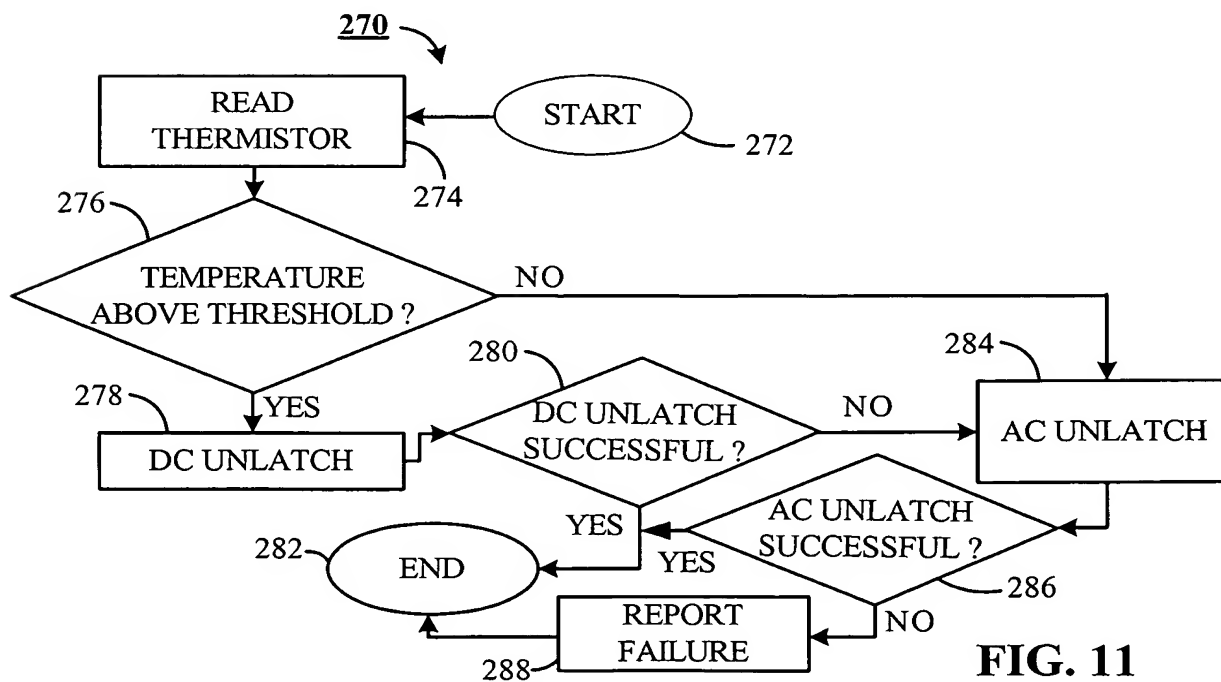 270
READ
THERMISTOR
START
272
274
276
TEMPERATURE
ABOVE THRESHOLD ?
NO
280
284
278
YES
DC UNLATCH
SUCCESSFUL ?
NO
AC UNLATCH
DC UNLATCH
YES
AC UNLATCH
SUCCESSFUL ?
282
END
YES
286
REPORT
FAILURE
NO
288
FIG. 11